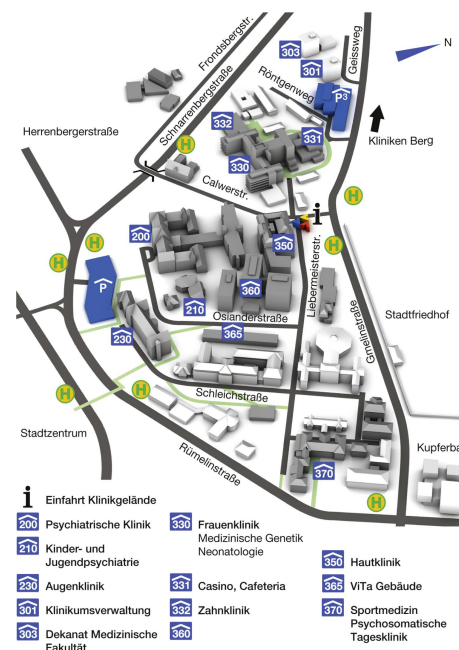 Frondsbergstr.
Schnarrenbergstraße
Geissweg
Röntgenweg
303
301
P3
N
332
331
330
Kliniken Berg
Herrenbergerstraße
H
Calwerstr.
H
i
H
H
H
200
350
Liebermeisterstr.
P
210
360
Osianderstraße
Gmelinstraße
Stadtfriedhof
230
365
H
H
Schleichstraße
Stadtzentrum
Rümelinstraße
370
Kupferba
H
i Einfahrt Klinikgelände
200 Psychiatrische Klinik
210 Kinder- und
Jugendpsychiatrie
230 Augenklinik
301 Klinikumsverwaltung
303 Dekanat Medizinische
Fakultät
330 Frauenklinik
Medizinische Genetik
Neonatologie
331 Casino, Cafeteria
332 Zahnklinik
360
350 Hautklinik
365 ViTa Gebäude
370 Sportmedizin
Psychosomatische
Tagesklinik